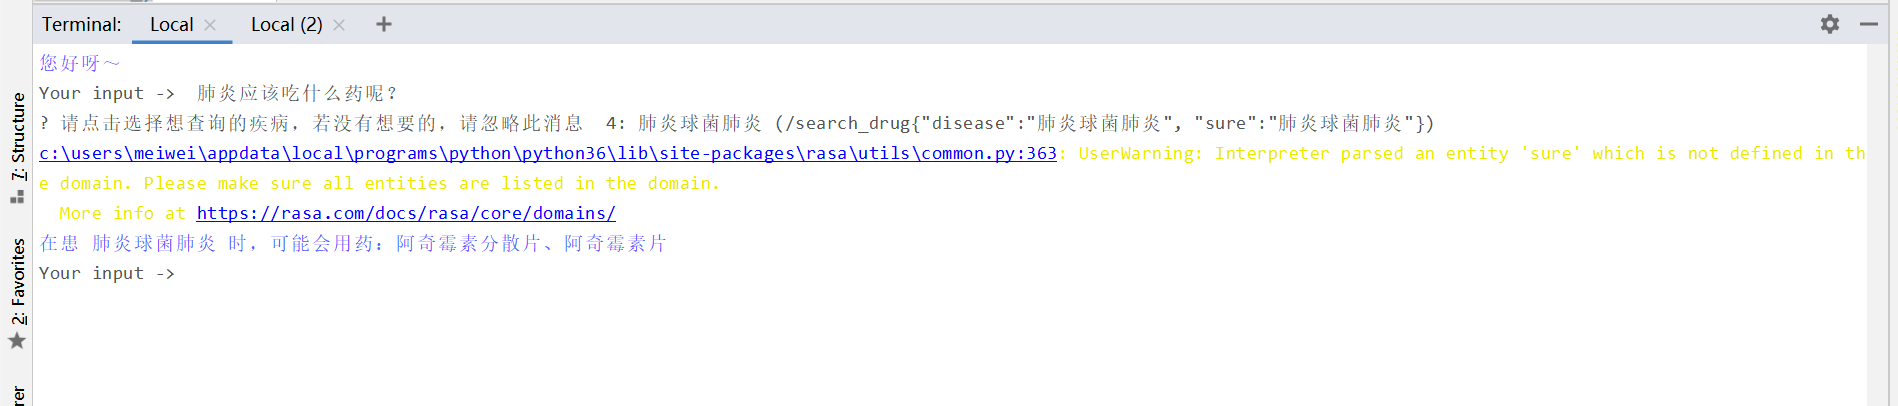 Terminal: Local × Local (2) × +
您好呀～
Your input ->  肺炎应该吃什么药呢?
? 请点击选择想查询的疾病，若没有想要的，请忽略此消息  4: 肺炎球菌肺炎 (/search_drug{"disease":"肺炎球菌肺炎", "sure":"肺炎球菌肺炎"})
c:\users\meiwei\appdata\local\programs\python\python36\lib\site-packages\rasa\utils\common.py:363: UserWarning: Interpreter parsed an entity 'sure' which is not defined in th
e domain. Please make sure all entities are listed in the domain.
  More info at https://rasa.com/docs/rasa/core/domains/
在患 肺炎球菌肺炎 时，可能会用药：阿奇霉素分散片、阿奇霉素片
Your input ->
7: Structure
2: Favorites
rer